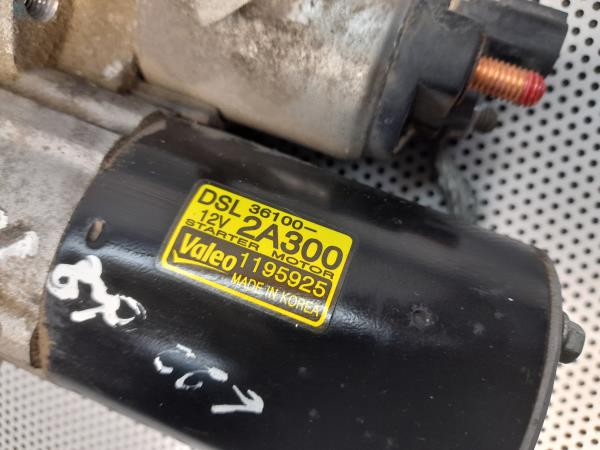 DSL 36100-
12V 2A300
STARTER MOTOR
Valeo 1195925
MADE IN KOREA